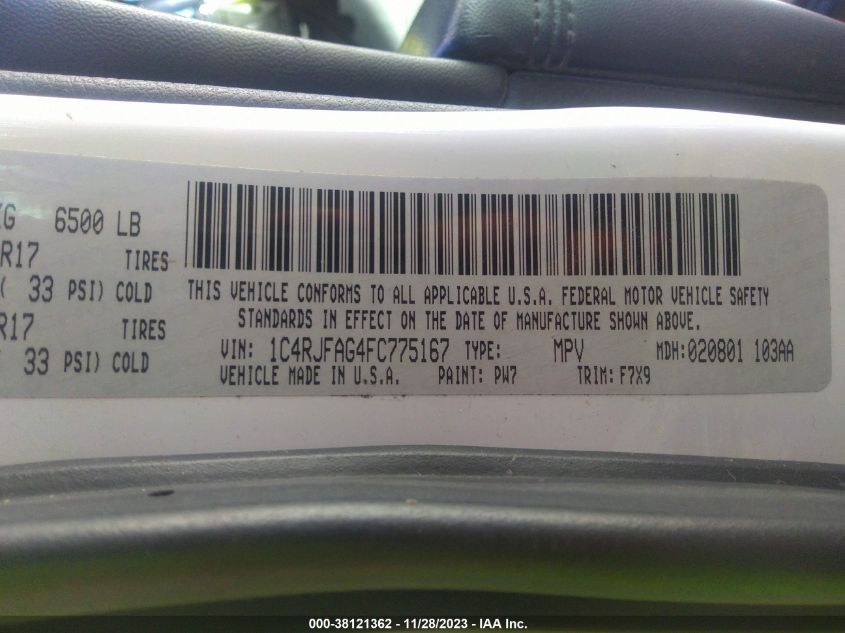 KG 6500 LB
R17 TIRES
( 33 PSI) COLD
R17 TIRES
33 PSI) COLD
THIS VEHICLE CONFORMS TO ALL APPLICABLE U.S.A. FEDERAL MOTOR VEHICLE SAFETY
STANDARDS IN EFFECT ON THE DATE OF MANUFACTURE SHOWN ABOVE.
VIN: 1C4RJFAG4FC775167 TYPE: MPV MDH:020801 103AA
VEHICLE MADE IN U.S.A. PAINT: PW7 TRIM: F7X9
000-38121362 - 11/28/2023 - IAA Inc.